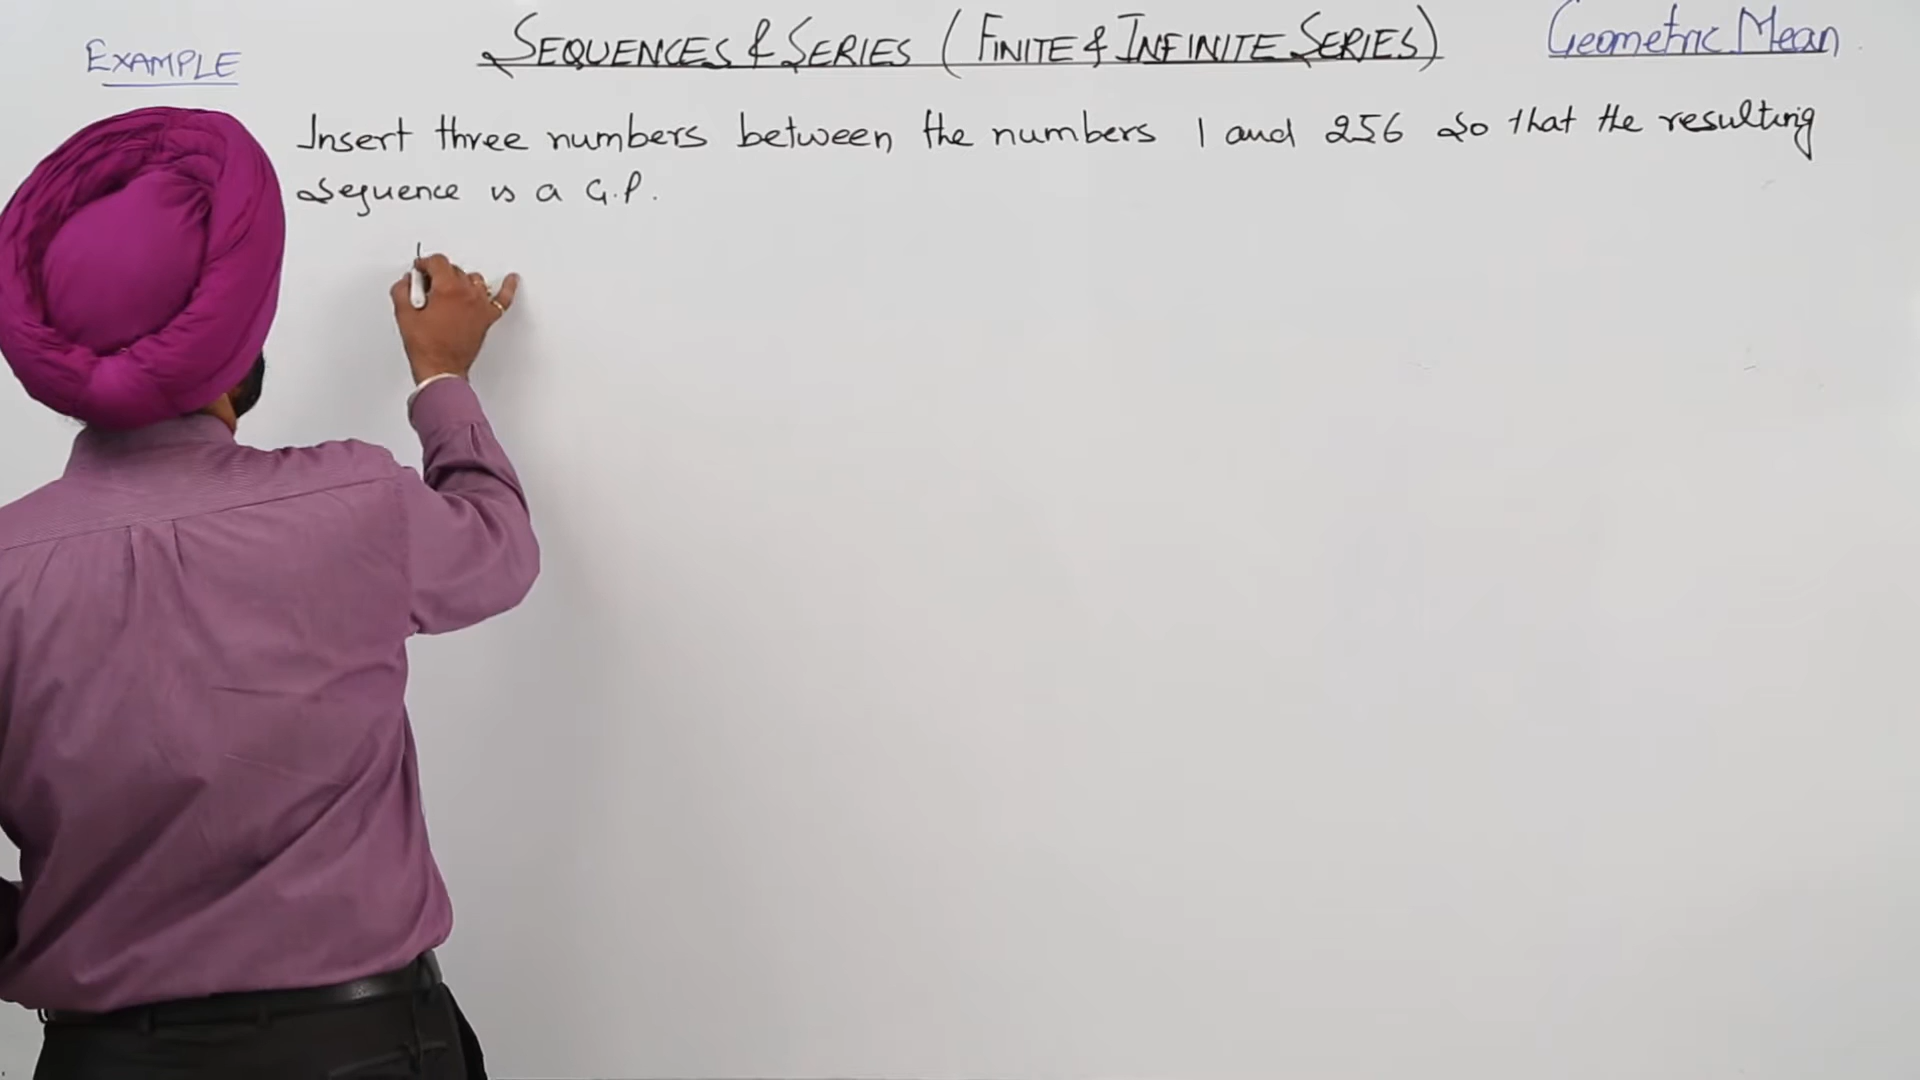 EXAMPLE
SEQUENCES & SERIES (FINITE & INFINITE SERIES)
Geometric Mean
Insert three numbers between the numbers 1 and 256 so that the resulting
sequence is a G.P.